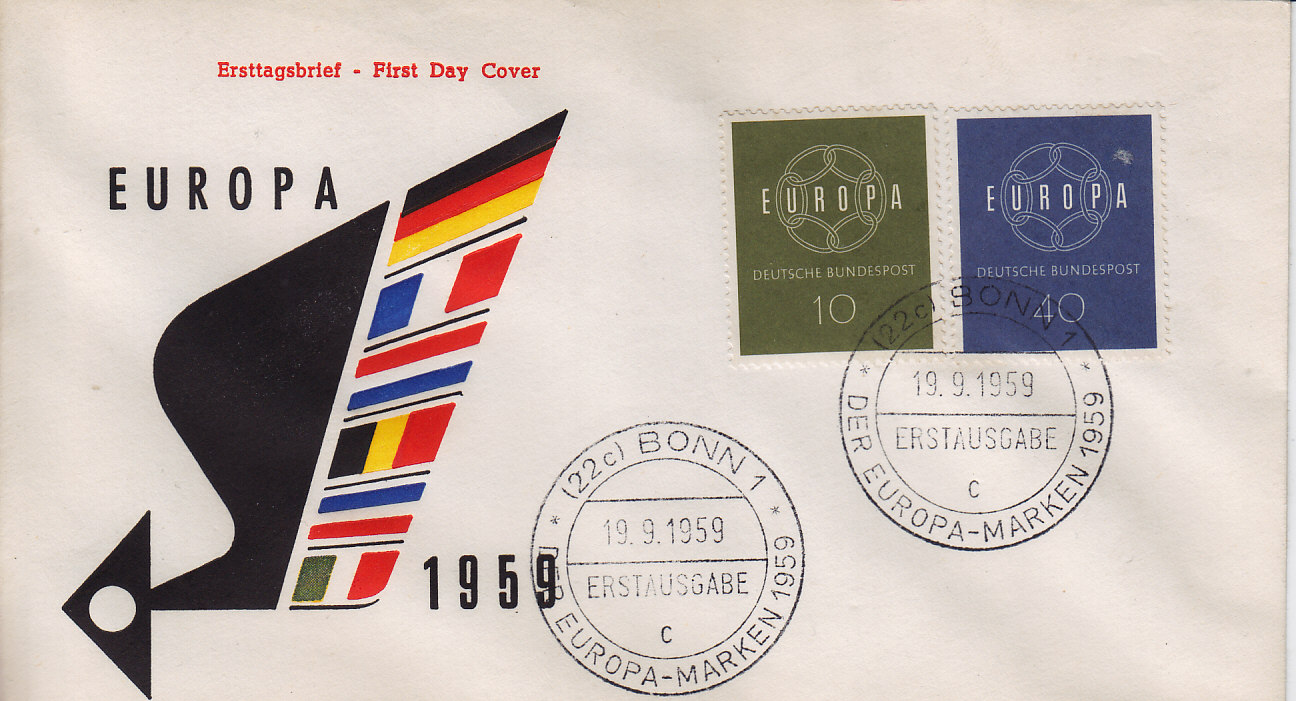 Ersttagsbrief - First Day Cover
EUROPA
1959
EUROPA
DEUTSCHE BUNDESPOST
10
EUROPA
DEUTSCHE BUNDESPOST
40
(22c) BONN 1
19.9.1959
ERSTAUSGABE
c
* DER EUROPA-MARKEN 1959 *
(22c) BONN 1
19.9.1959
ERSTAUSGABE
c
* DER EUROPA-MARKEN 1959 *